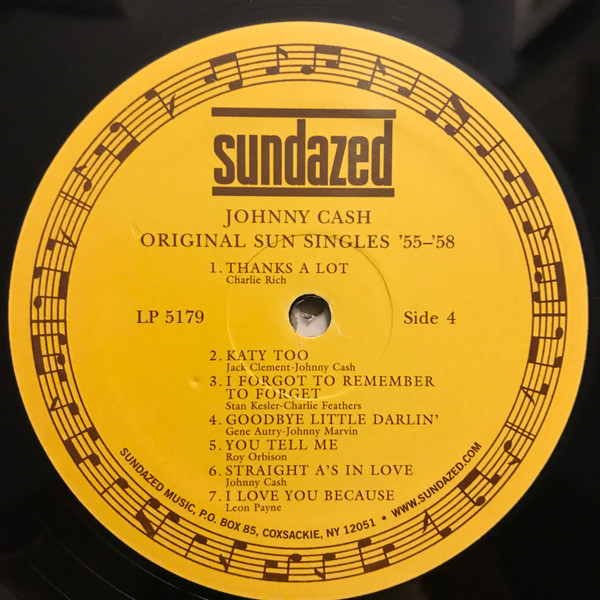 sundazed
JOHNNY CASH
ORIGINAL SUN SINGLES '55–'58
1. THANKS A LOT
Charlie Rich
LP 5179
Side 4
2. KATY TOO
Jack Clement-Johnny Cash
3. I FORGOT TO REMEMBER
TO FORGET
Stan Kesler-Charlie Feathers
4. GOODBYE LITTLE DARLIN'
Gene Autry-Johnny Marvin
5. YOU TELL ME
Roy Orbison
6. STRAIGHT A'S IN LOVE
Johnny Cash
7. I LOVE YOU BECAUSE
Leon Payne
SUNDAZED MUSIC, P.O. BOX 85, COXSACKIE, NY 12051 • WWW.SUNDAZED.COM